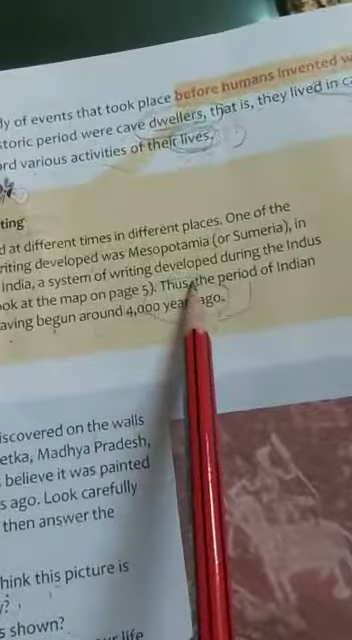 dy of events that took place before humans Invented w
storic period were cave dwellers, that is, they lived in ca
ord various activities of their lives.
ting
d at different times in different places. One of the
riting developed was Mesopotamia (or Sumeria), in
India, a system of writing developed during the Indus
ook at the map on page 5). Thus the period of Indian
aving begun around 4,000 years ago.
iscovered on the walls
etka, Madhya Pradesh,
believe it was painted
s ago. Look carefully
then answer the
hink this picture is
y?
s shown?
ur life